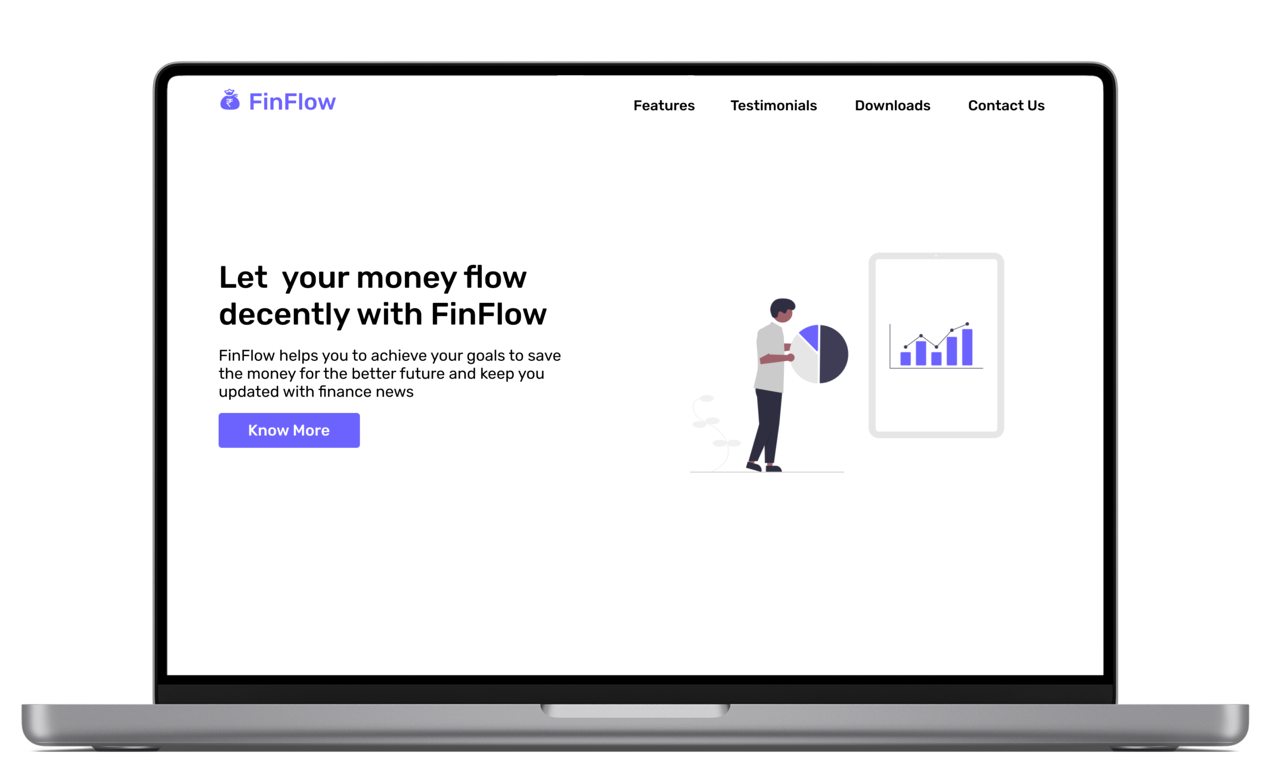 FinFlow
Features
Testimonials
Downloads
Contact Us
Let  your money flow
decently with FinFlow
FinFlow helps you to achieve your goals to save
the money for the better future and keep you
updated with finance news
Know More